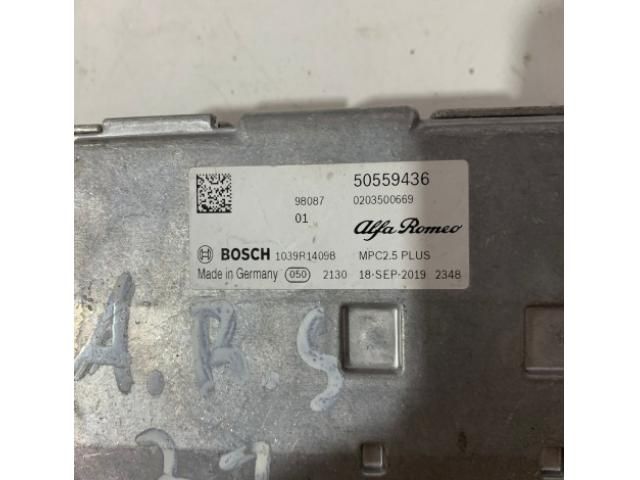 50559436
98087 0203500669
01 Alfa Romeo
BOSCH 1039R14098 MPC2.5 PLUS
Made in Germany 050 2130 18-SEP-2019 2348
A.B.S